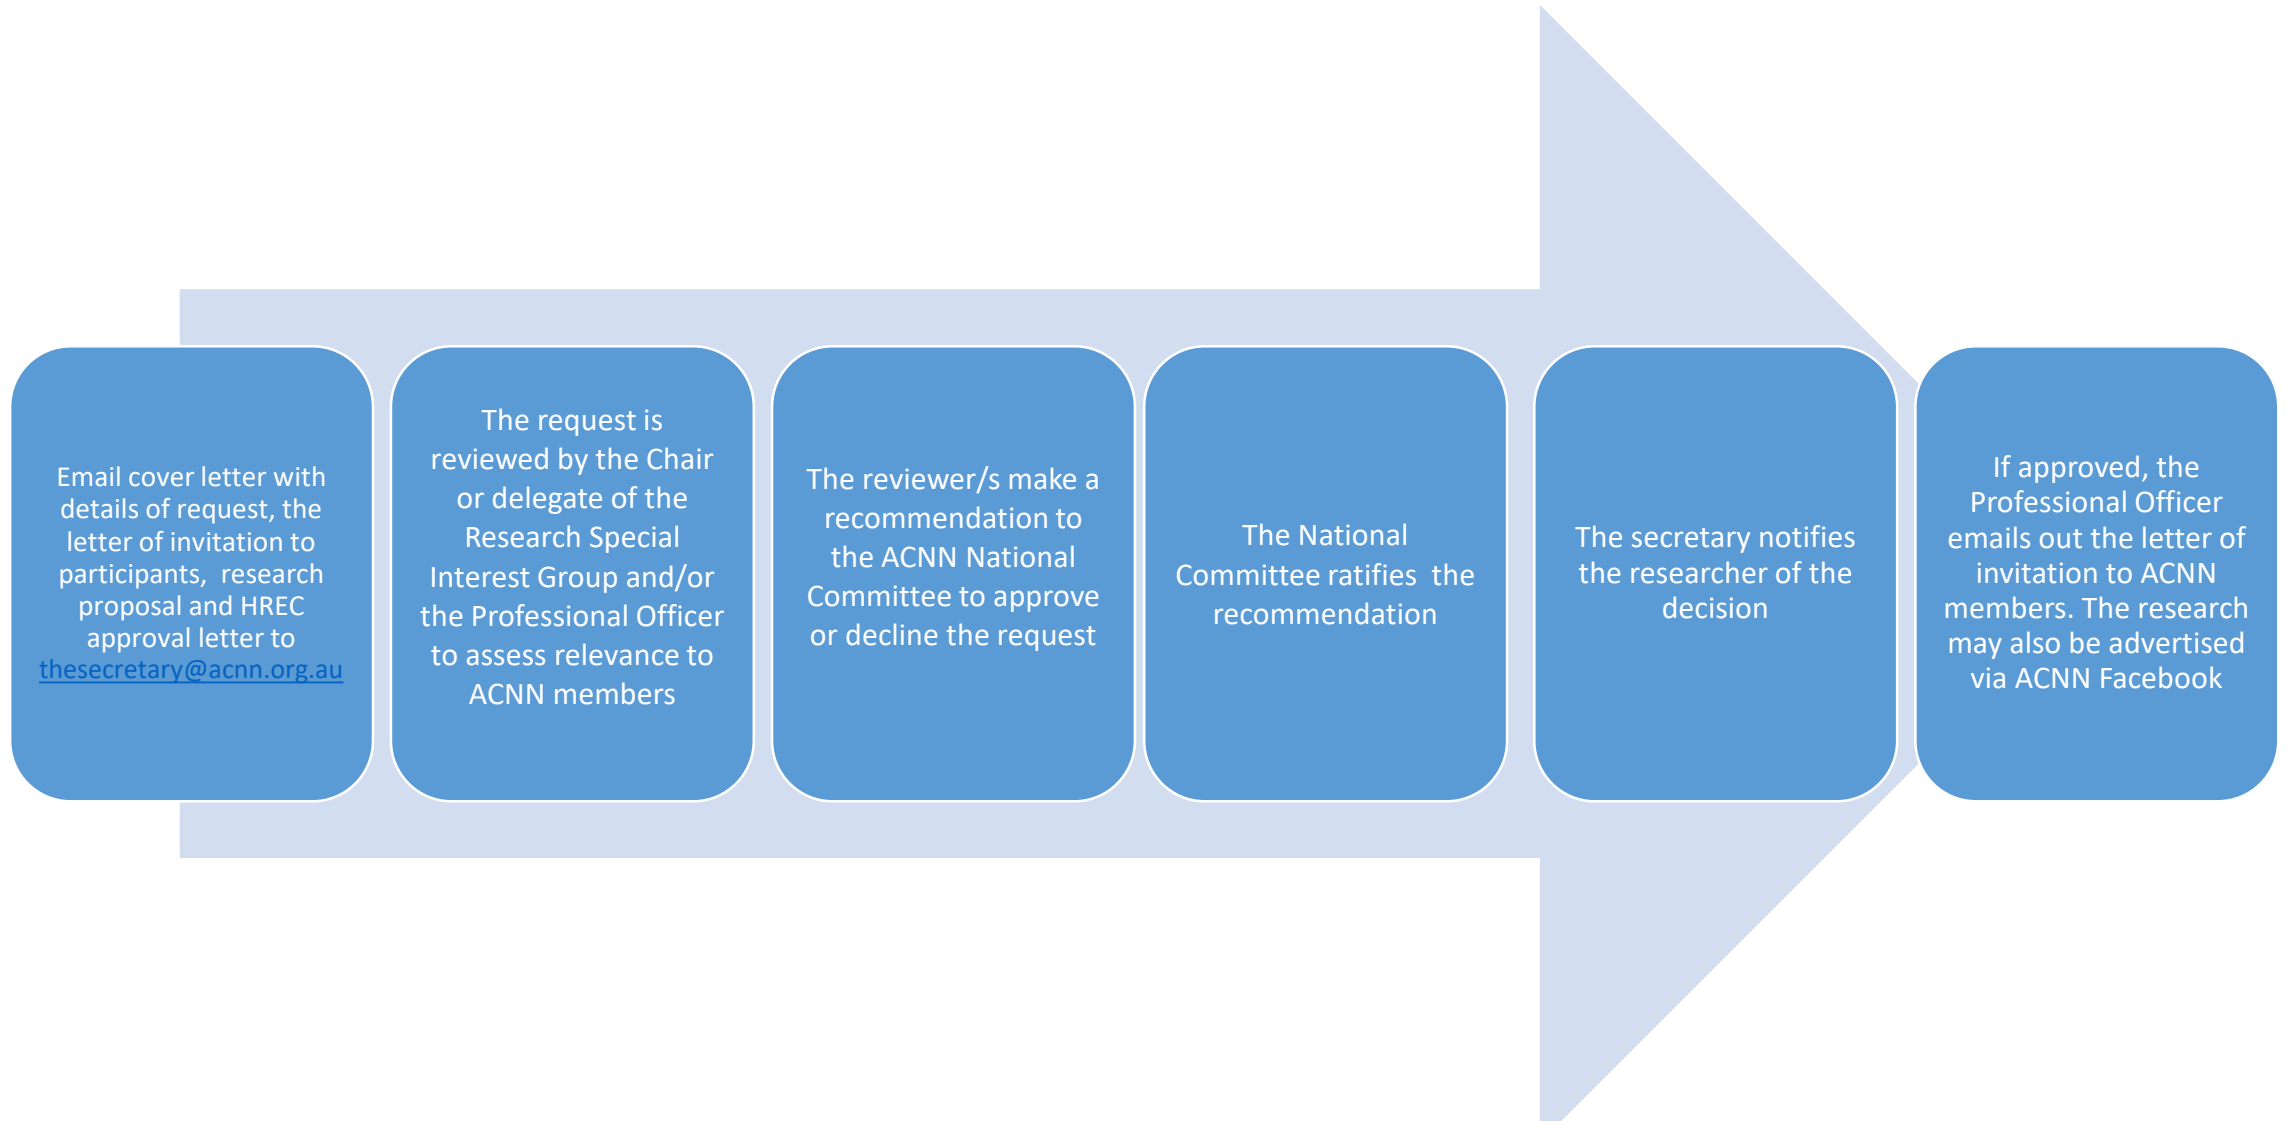 Email cover letter with
details of request, the
letter of invitation to
participants,  research
proposal and HREC
approval letter to
thesecretary@acnn.org.au
The request is
reviewed by the Chair
or delegate of the
Research Special
Interest Group and/or
the Professional Officer
to assess relevance to
ACNN members
The reviewer/s make a
recommendation to
the ACNN National
Committee to approve
or decline the request
The National
Committee ratifies  the
recommendation
The secretary notifies
the researcher of the
decision
If approved, the
Professional Officer
emails out the letter of
invitation to ACNN
members. The research
may also be advertised
via ACNN Facebook